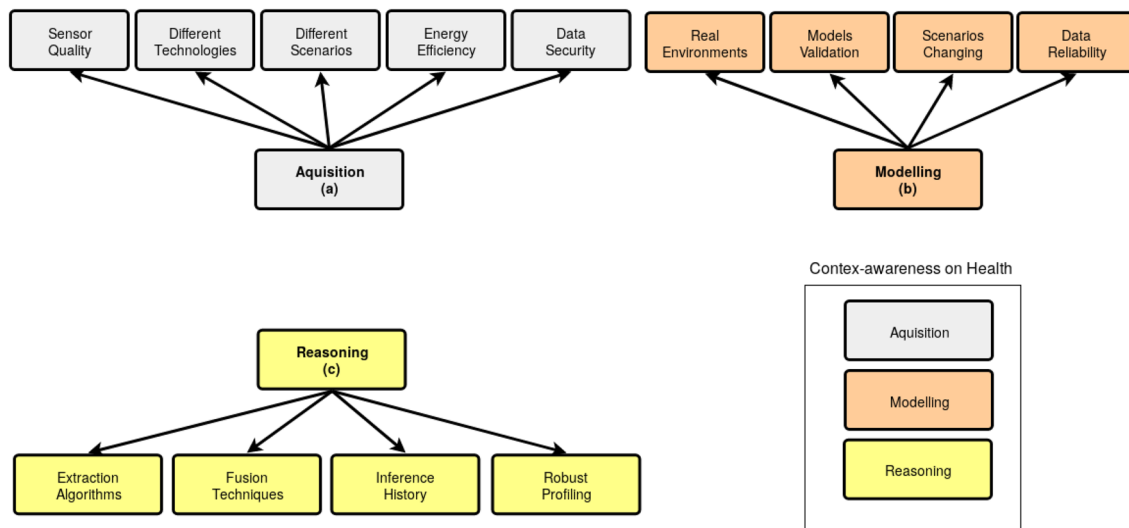 Sensor
Quality
Different
Technologies
Different
Scenarios
Energy
Efficiency
Data
Security
Aquisition
(a)
Real
Environments
Models
Validation
Scenarios
Changing
Data
Reliability
Modelling
(b)
Reasoning
(c)
Extraction
Algorithms
Fusion
Techniques
Inference
History
Robust
Profiling
Contex-awareness on Health
Aquisition
Modelling
Reasoning